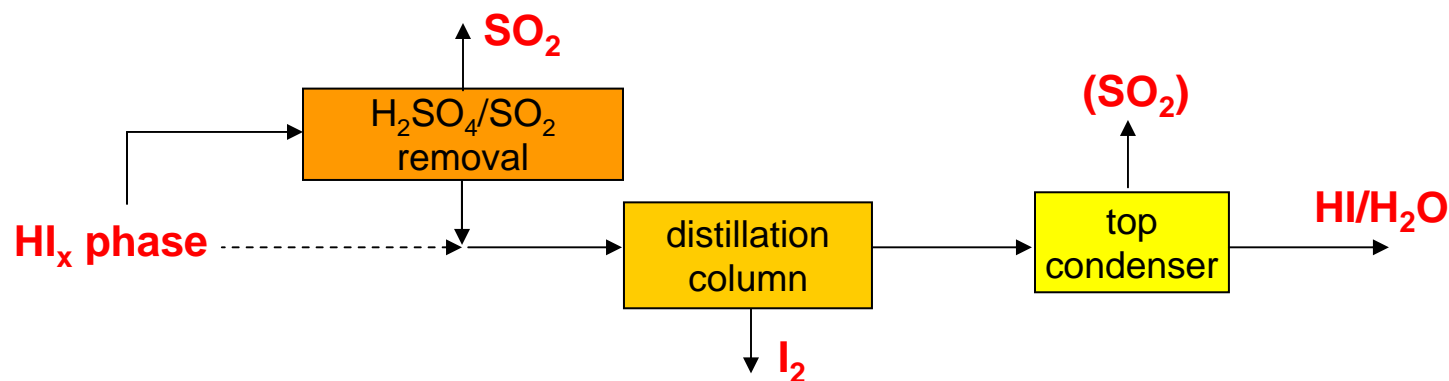 SO₂
H₂SO₄/SO₂
removal
(SO₂)
HIₓ phase
distillation
column
top
condenser
HI/H₂O
I₂